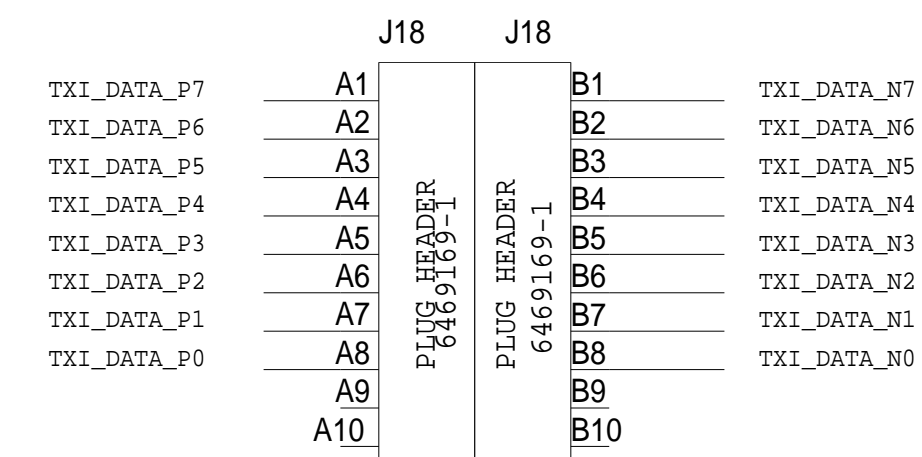 J18 J18
TXI_DATA_P7 A1 B1 TXI_DATA_N7
TXI_DATA_P6 A2 B2 TXI_DATA_N6
TXI_DATA_P5 A3 B3 TXI_DATA_N5
TXI_DATA_P4 A4 B4 TXI_DATA_N4
TXI_DATA_P3 A5 B5 TXI_DATA_N3
TXI_DATA_P2 A6 B6 TXI_DATA_N2
TXI_DATA_P1 A7 B7 TXI_DATA_N1
TXI_DATA_P0 A8 B8 TXI_DATA_N0
A9 B9
A10 B10
PLUG HEADER
6469169-1
PLUG HEADER
6469169-1